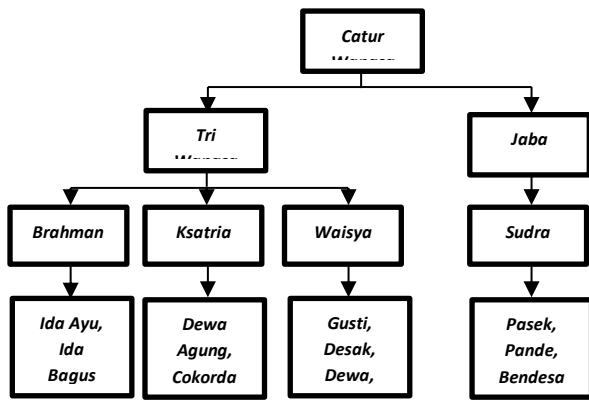 Catur
Tri
Jaba
Brahman
Ksatria
Waisya
Sudra
Ida Ayu,
Ida
Bagus
Dewa
Agung,
Cokorda
Gusti,
Desak,
Dewa,
Pasek,
Pande,
Bendesa